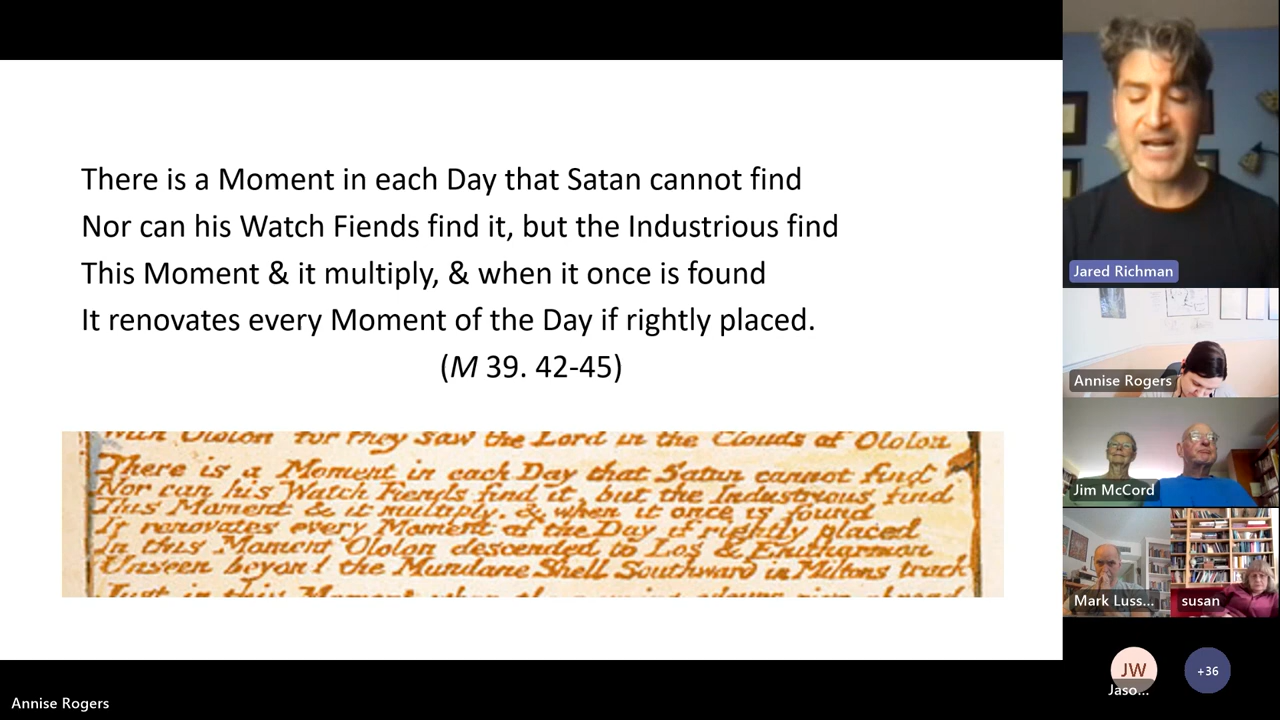 There is a Moment in each Day that Satan cannot find
Nor can his Watch Fiends find it, but the Industrious find
This Moment & it multiply, & when it once is found
It renovates every Moment of the Day if rightly placed.
(M 39. 42-45)
With Ololon for they saw the Lord in the Clouds of Ololon
There is a Moment in each Day that Satan cannot find
Nor can his Watch Fiends find it, but the Industrious find
This Moment & it multiply. & when it once is found
It renovates every Moment of the Day if rightly placed
In this Moment Ololon descended to Los & Enitharmon
Unseen beyond the Mundane Shell Southward in Miltons track
Just in this Moment when the
Jared Richman
Annise Rogers
Jim McCord
Mark Luss...
susan
JW
Jaso...
+36
Annise Rogers